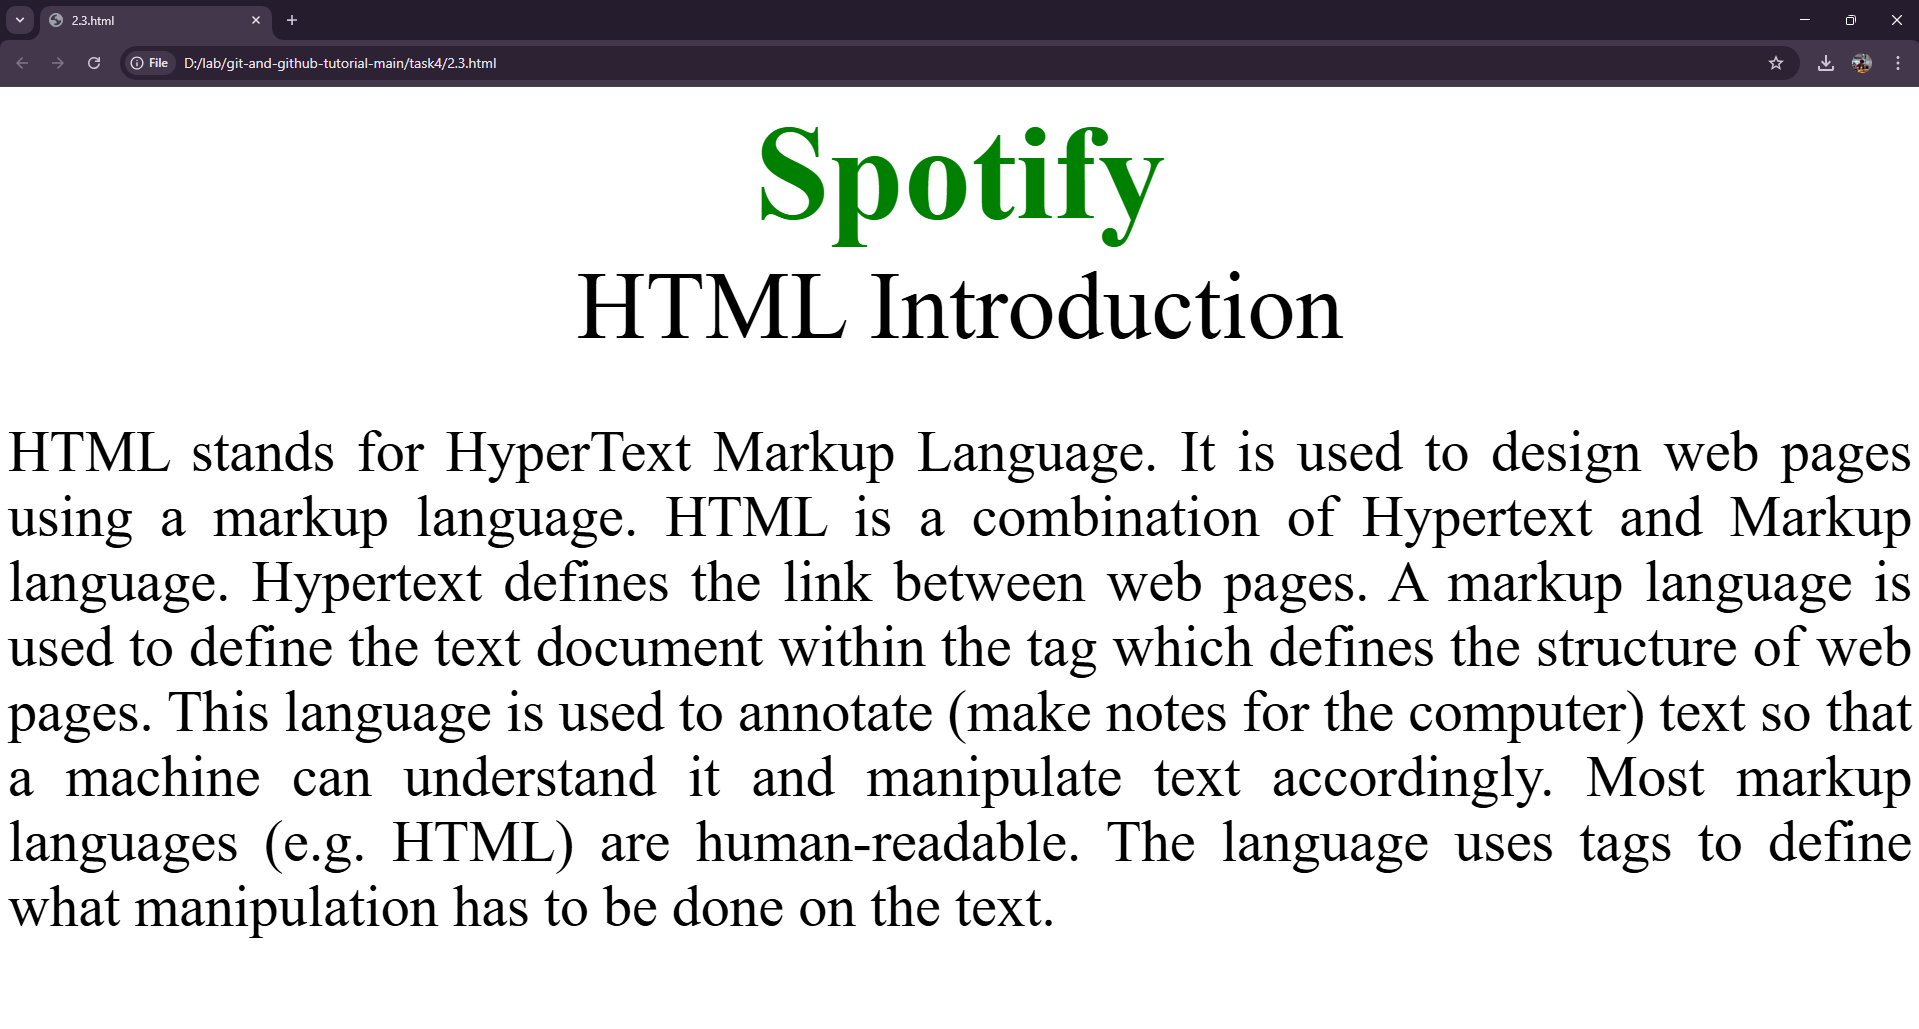 2.3.html
File D:/lab/git-and-github-tutorial-main/task4/2.3.html
Spotify
HTML Introduction
HTML stands for HyperText Markup Language. It is used to design web pages
using a markup language. HTML is a combination of Hypertext and Markup
language. Hypertext defines the link between web pages. A markup language is
used to define the text document within the tag which defines the structure of web
pages. This language is used to annotate (make notes for the computer) text so that
a machine can understand it and manipulate text accordingly. Most markup
languages (e.g. HTML) are human-readable. The language uses tags to define
what manipulation has to be done on the text.